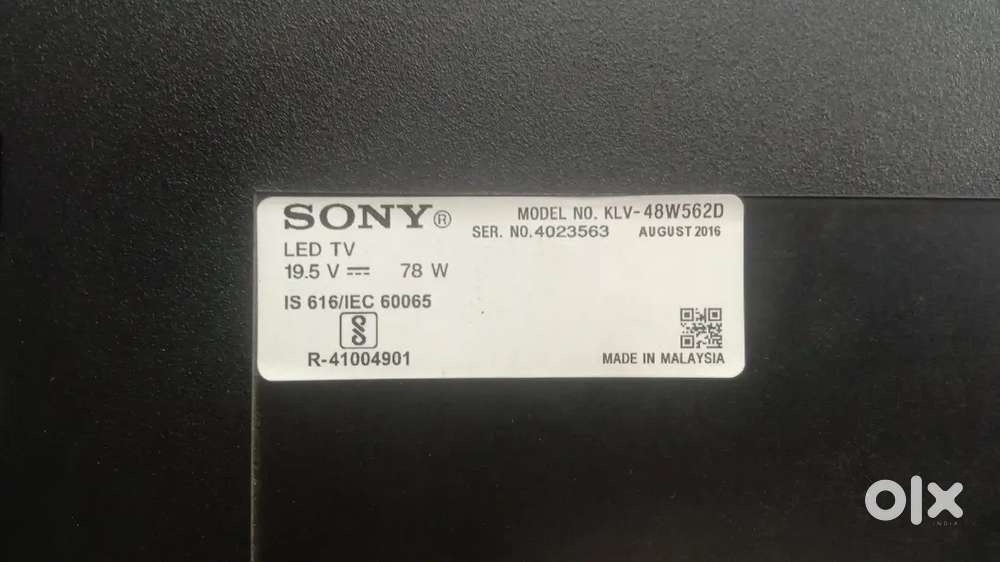 SONY®
MODEL NO. KLV-48W562D
SER. NO. 4023563 AUGUST 2016
LED TV
19.5 V ⎓ 78 W
IS 616/IEC 60065
R-41004901
MADE IN MALAYSIA
olx
INDIA